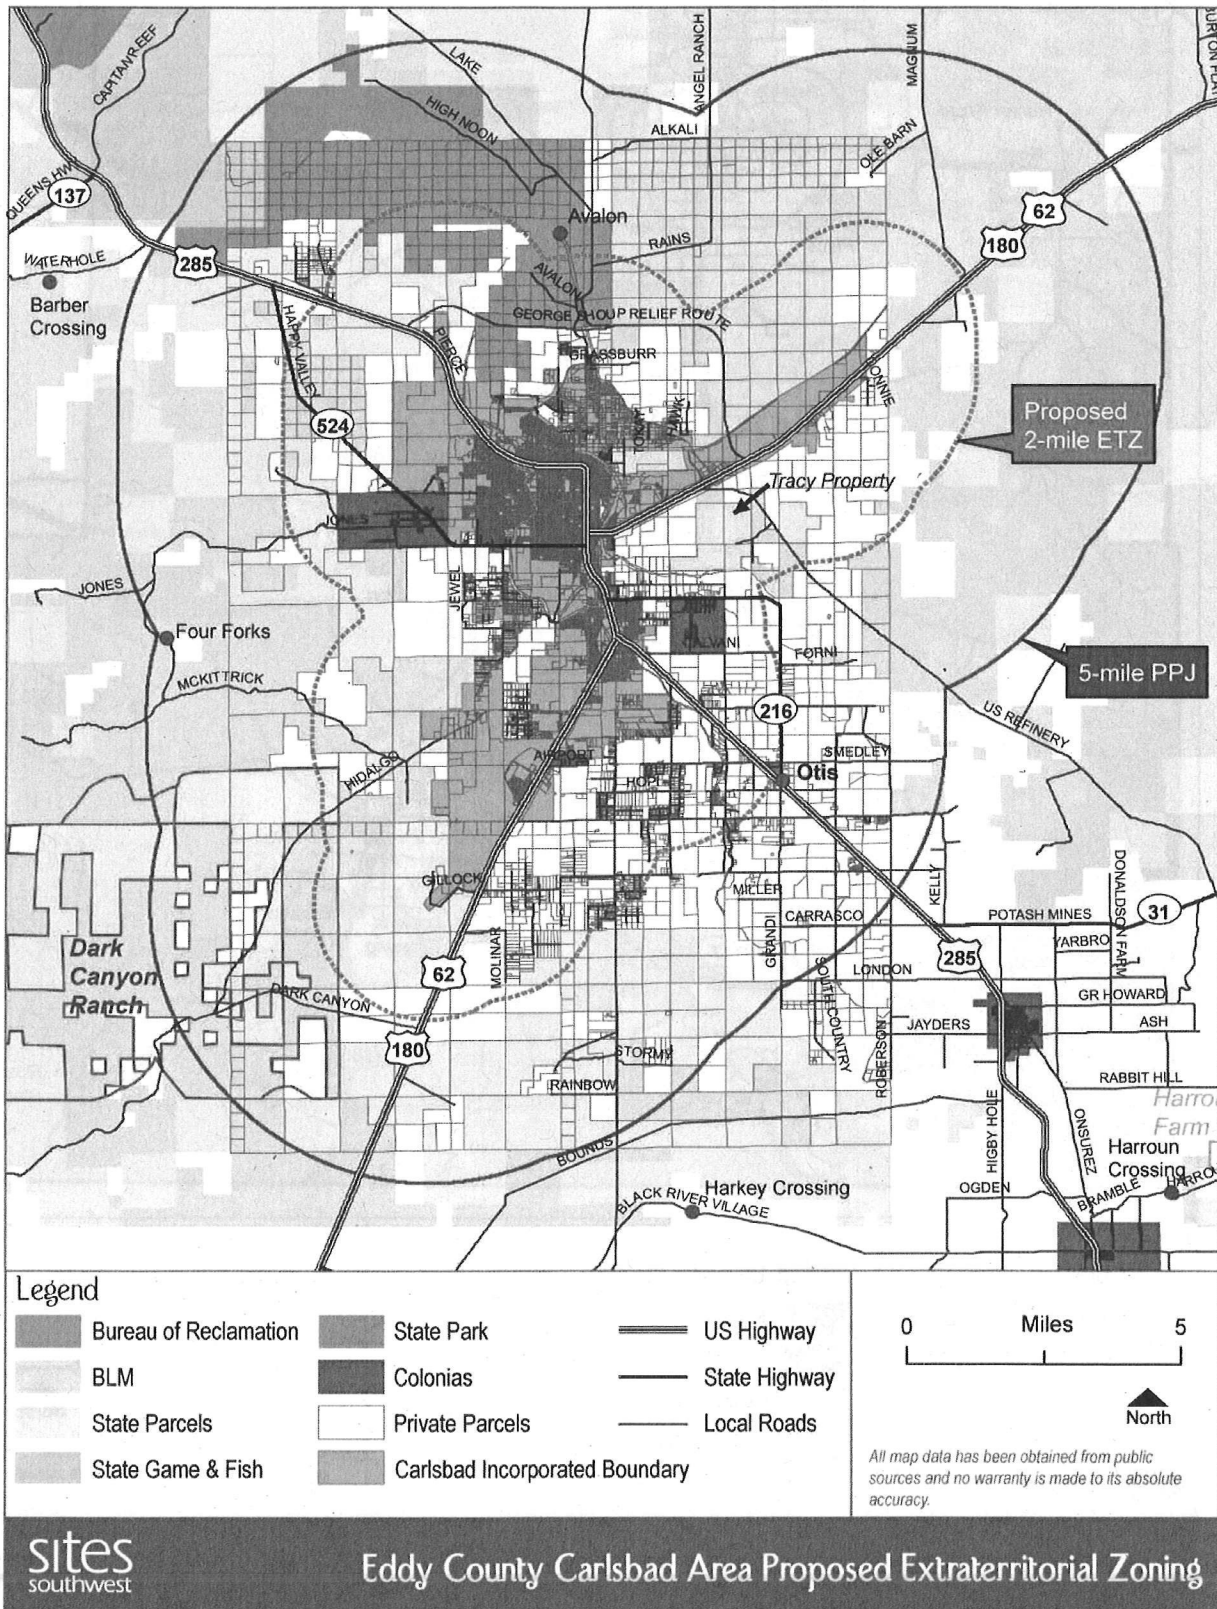 LAKE
ANGEL RANCH
MAGNUM
CAPITAN REEF
HIGH NOON
ALKALI
OLE BARN
QUEENS HWY
137
62
Avalon
180
WATERHOLE
285
RAINS
Barber
Crossing
AVALON
GEORGE SHOUP RELIEF ROUTE
HAPPY VALLEY
PIERCE
GRASSBURR
524
TOKAY
HAWK
Proposed
2-mile ETZ
Tracy Property
JONES
JONES
JEWEL
Four Forks
FORNI
MCKITTRICK
5-mile PPJ
216
US REFINERY
HIDALGO
AIRPORT
SMEDLEY
HOPI
Otis
GILLOCK
MILLER
KELLY
DONALDSON FARM
CARRASCO
POTASH MINES
31
Dark
Canyon
Ranch
MOLINAR
GRANDI
YARBRO
62
285
LONDON
SOUTH COUNTRY
DARK CANYON
GR HOWARD
JAYDERS
ASH
180
STORMY
ROBERSON
RAINBOW
RABBIT HILL
HIGBY HOLE
ONSUREZ
Farm
BOUNDS
Harroun
Crossing
OGDEN
BRAMBLE
Harkey Crossing
BLACK RIVER VILLAGE
Legend
Bureau of Reclamation
State Park
US Highway
BLM
Colonias
State Highway
State Parcels
Private Parcels
Local Roads
State Game & Fish
Carlsbad Incorporated Boundary
0 Miles 5
North
All map data has been obtained from public
sources and no warranty is made to its absolute
accuracy.
sites
southwest
Eddy County Carlsbad Area Proposed Extraterritorial Zoning